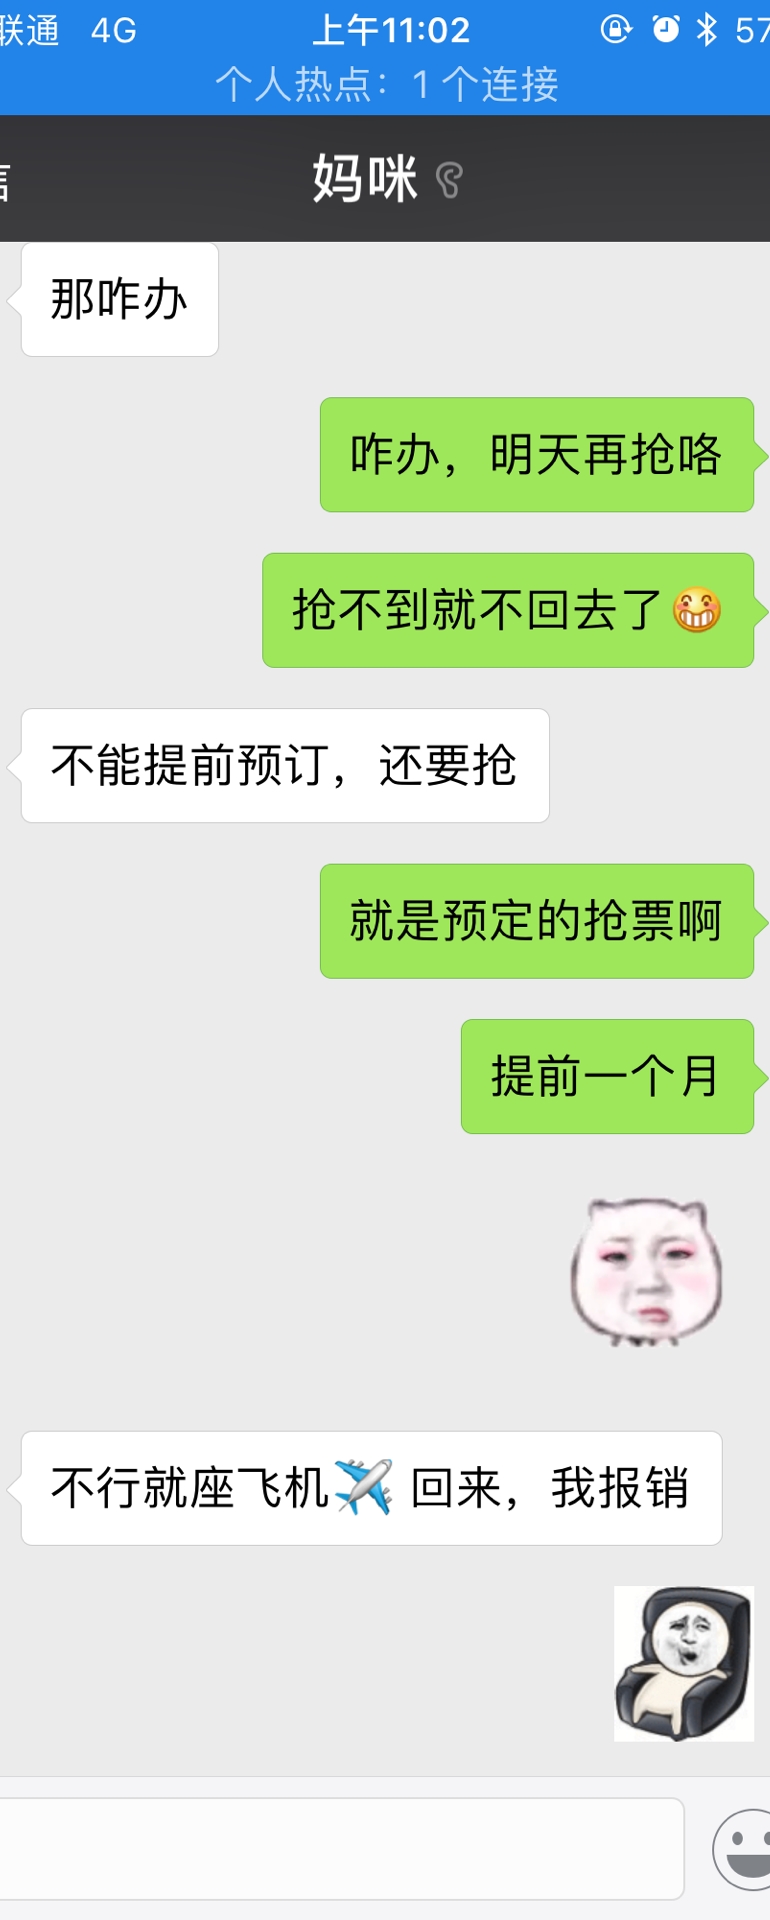 联通 4G 上午11:02 57
个人热点：1 个连接
妈咪
那咋办
咋办，明天再抢咯
抢不到就不回去了😁
不能提前预订，还要抢
就是预定的抢票啊
提前一个月
不行就座飞机✈️ 回来，我报销